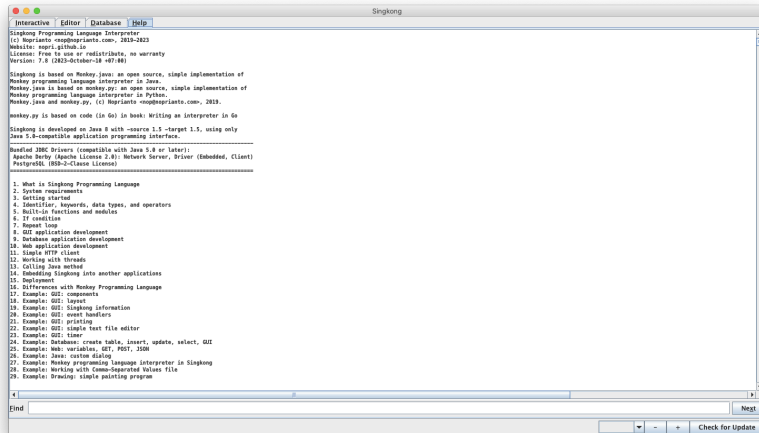 Singkong
Interactive Editor Database Help
Singkong Programming Language Interpreter
(c) Noprianto <nop@noprianto.com>, 2019-2023
Website: nopri.github.io
License: Free to use or redistribute, no warranty
Version: 7.8 (2023-October-10 +07:00)
Singkong is based on Monkey.java: an open source, simple implementation of
Monkey programming language interpreter in Java.
Monkey.java is based on monkey.py: an open source, simple implementation of
Monkey programming language interpreter in Python.
Monkey.java and monkey.py, (c) Noprianto <nop@noprianto.com>, 2019.
monkey.py is based on code (in Go) in book: Writing an interpreter in Go
Singkong is developed on Java 8 with -source 1.5 -target 1.5, using only
Java 5.0-compatible application programming interface.
===========================================================================
Bundled JDBC Drivers (compatible with Java 5.0 or later):
Apache Derby (Apache License 2.0): Network Server, Driver (Embedded, Client)
PostgreSQL (BSD-2-Clause License)
===========================================================================
1. What is Singkong Programming Language
2. System requirements
3. Getting started
4. Identifier, keywords, data types, and operators
5. Built-in functions and modules
6. If condition
7. Repeat loop
8. GUI application development
9. Database application development
10. Web application development
11. Simple HTTP client
12. Working with threads
13. Calling Java method
14. Embedding Singkong into another applications
15. Deployment
16. Differences with Monkey Programming Language
17. Example: GUI: components
18. Example: GUI: layout
19. Example: GUI: Singkong information
20. Example: GUI: event handlers
21. Example: GUI: printing
22. Example: GUI: simple text file editor
23. Example: GUI: timer
24. Example: Database: create table, insert, update, select, GUI
25. Example: Web: variables, GET, POST, JSON
26. Example: Java: custom dialog
27. Example: Monkey programming language interpreter in Singkong
28. Example: Working with Comma-Separated Values file
29. Example: Drawing: simple painting program
Find Next
- + Check for Update